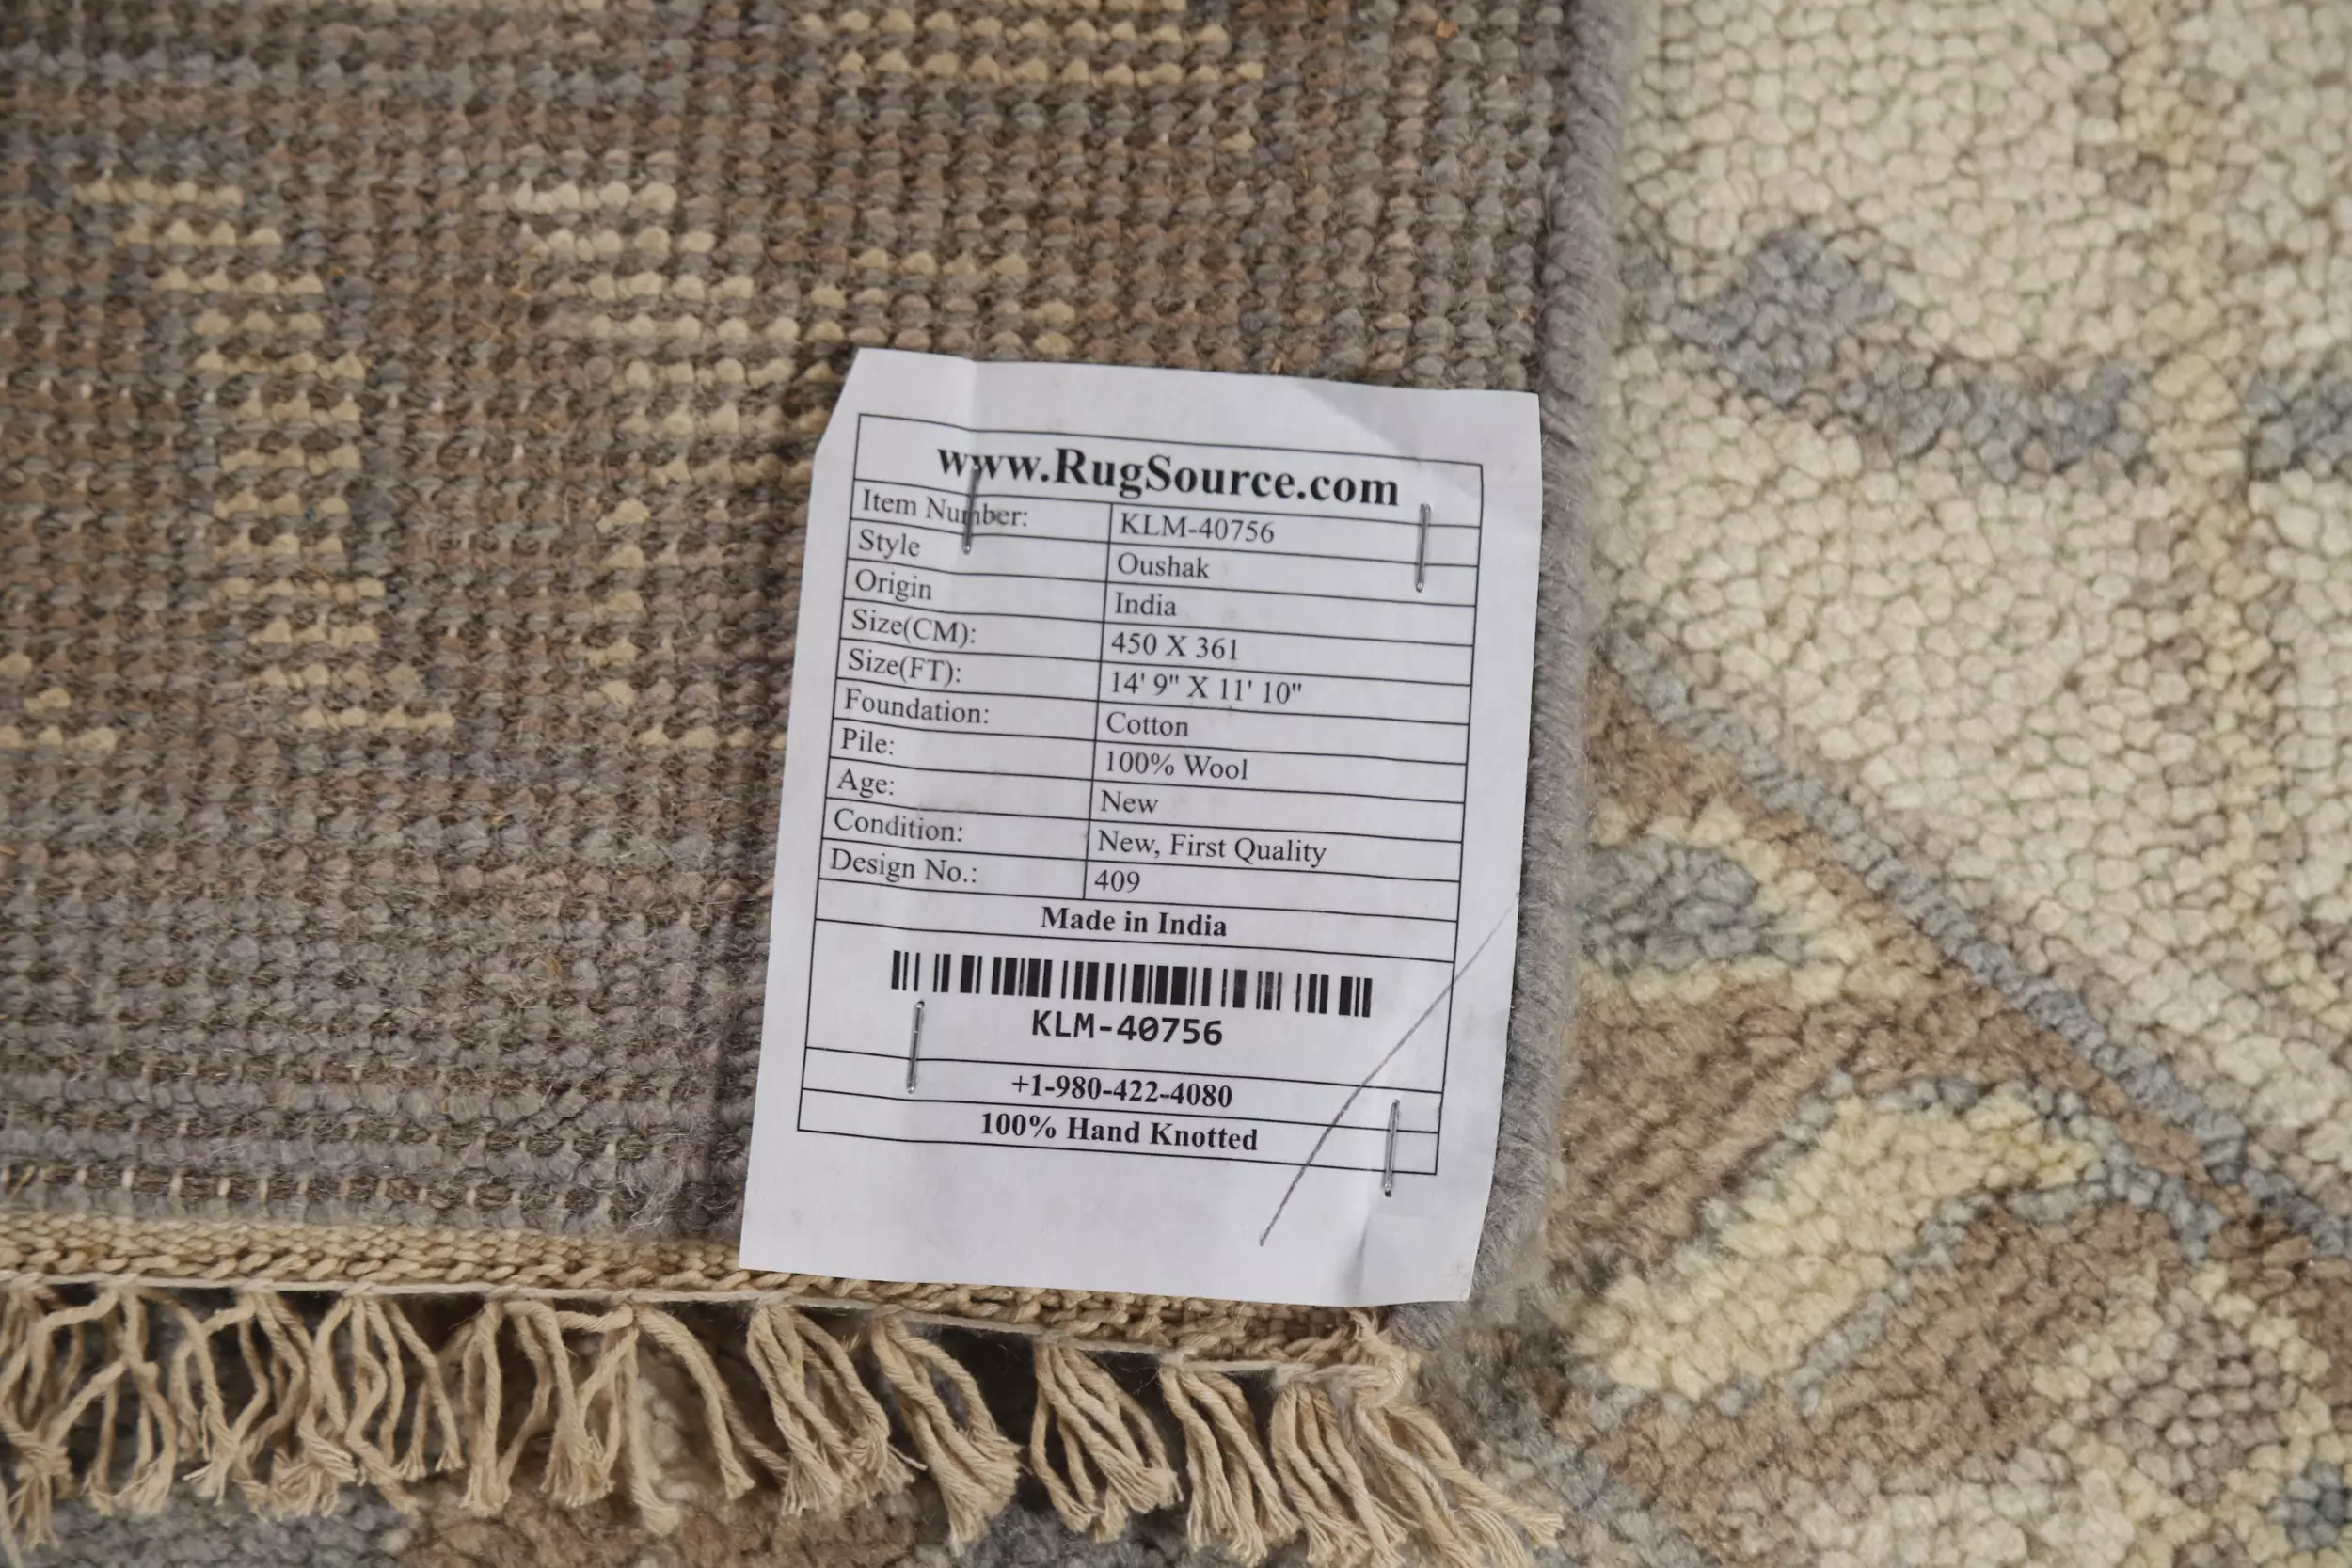 www.RugSource.com
Item Number: KLM-40756
Style Oushak
Origin India
Size(CM): 450 X 361
Size(FT): 14' 9" X 11' 10"
Foundation: Cotton
Pile: 100% Wool
Age: New
Condition: New, First Quality
Design No.: 409
Made in India
KLM-40756
+1-980-422-4080
100% Hand Knotted